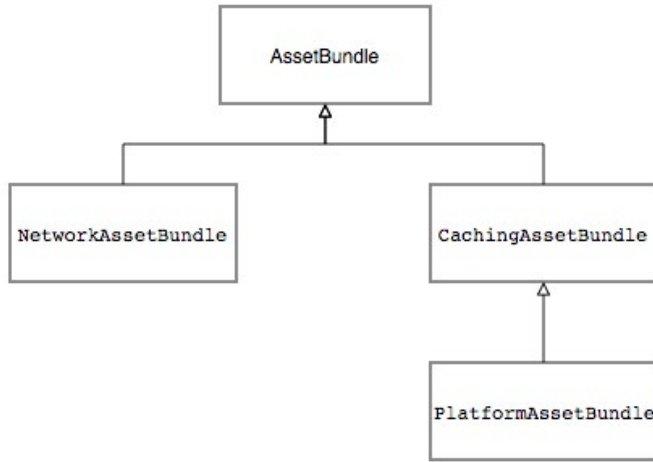 AssetBundle
NetworkAssetBundle
CachingAssetBundle
PlatformAssetBundle